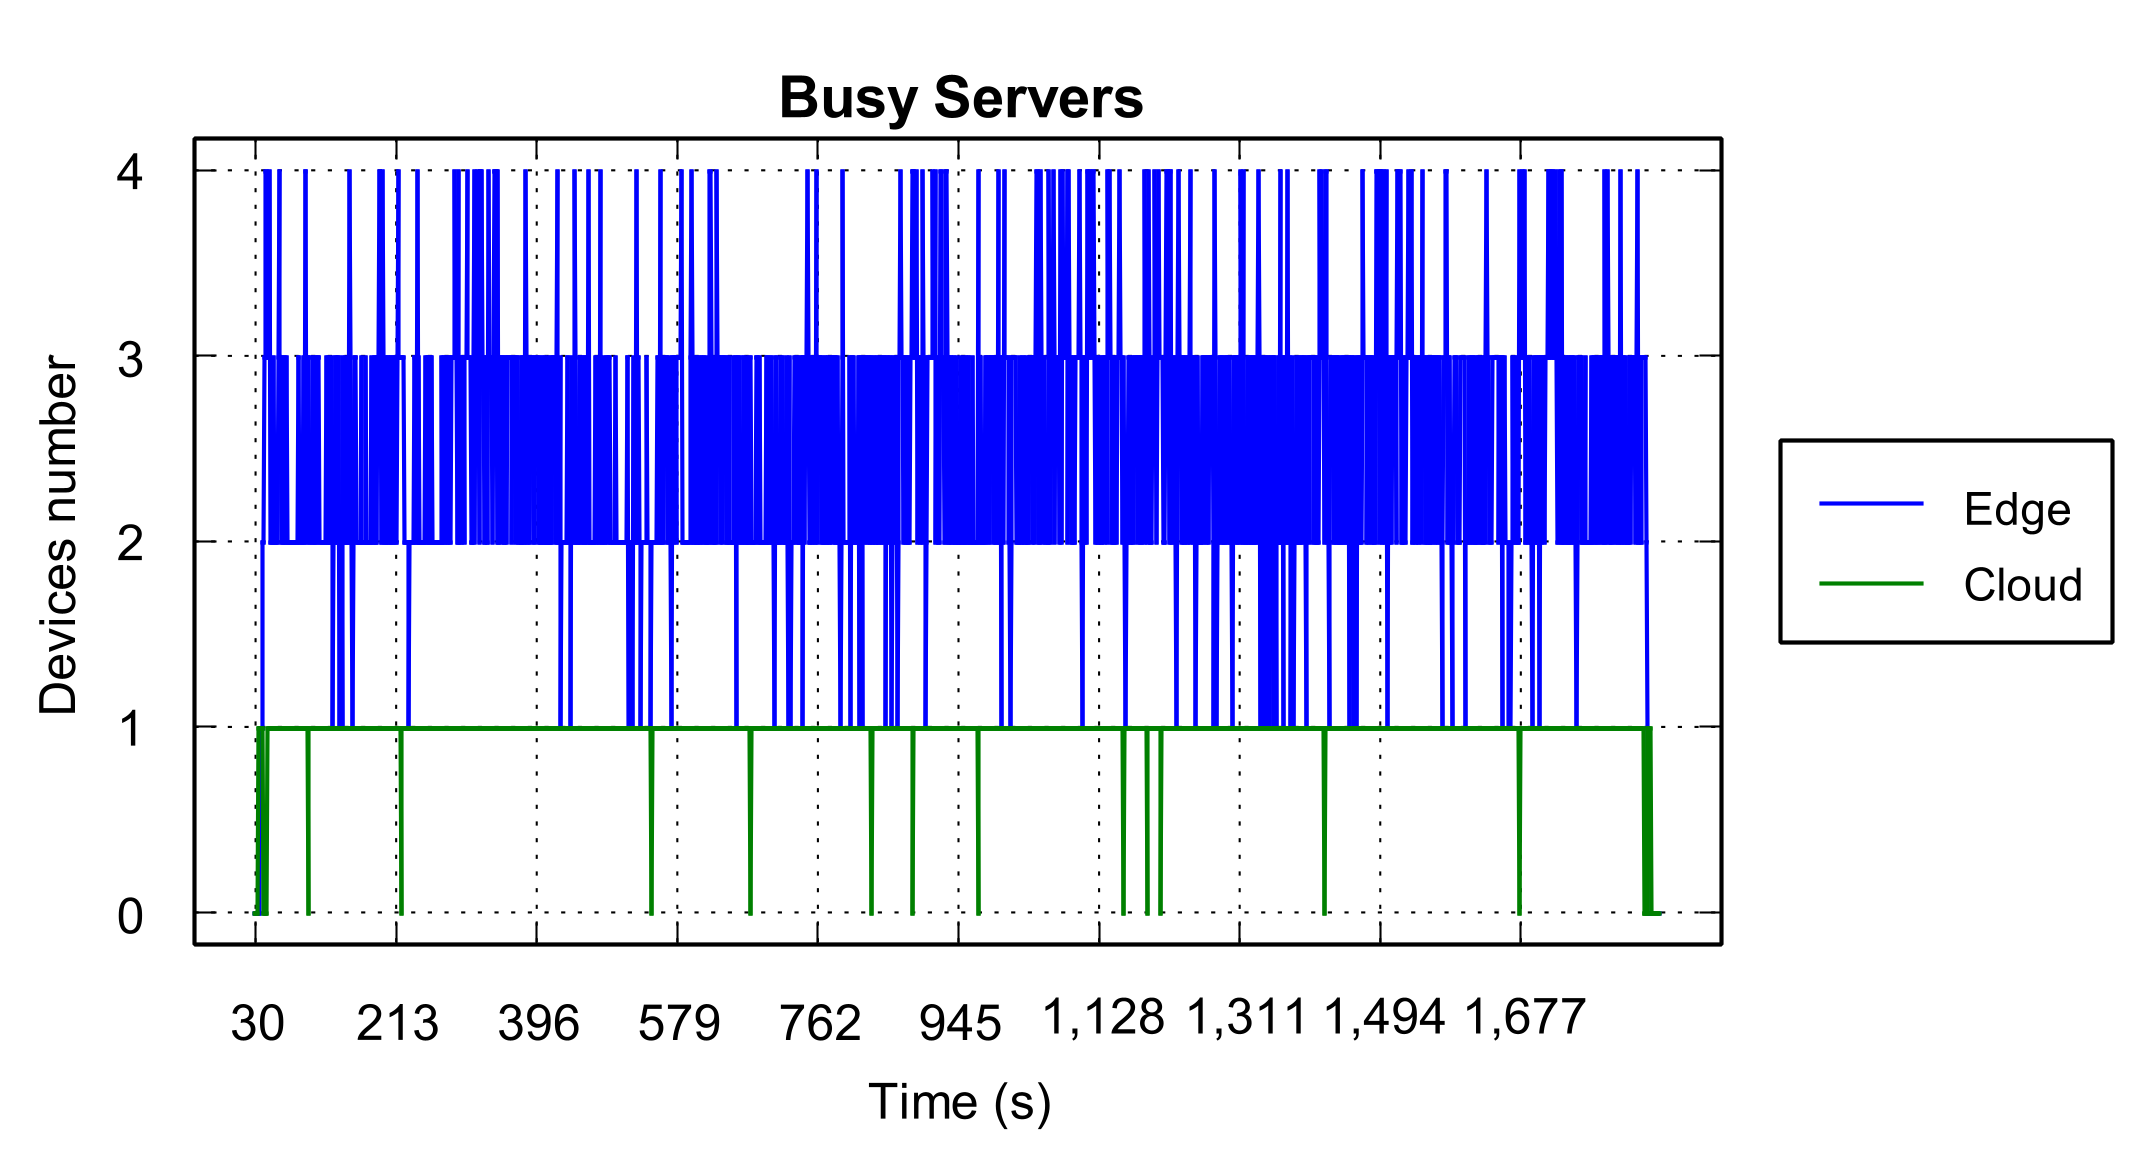 Busy Servers
4
3
2
1
0
Devices number
30 213 396 579 762 945 1,128 1,311 1,494 1,677
Time (s)
Edge
Cloud